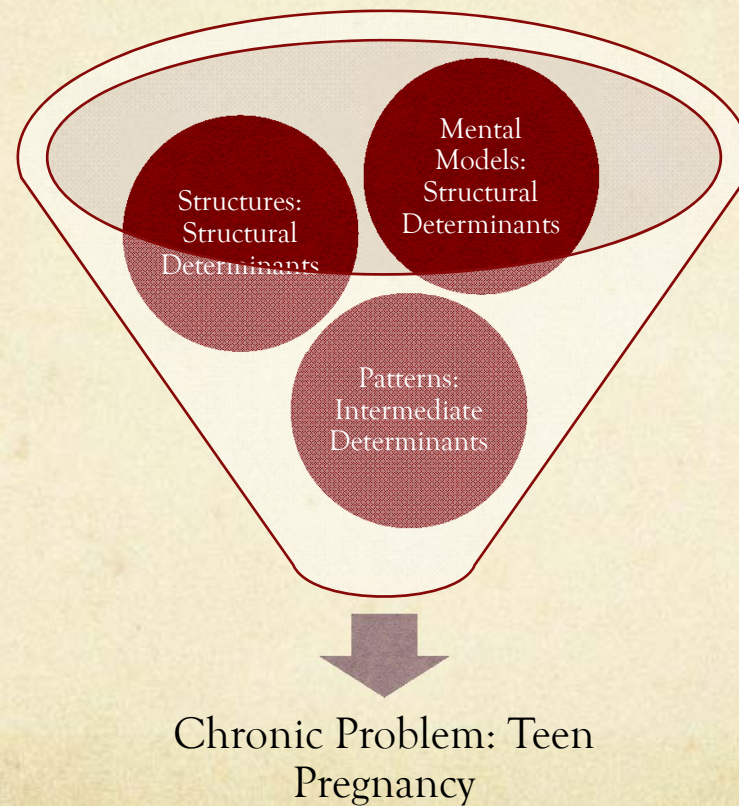 Mental
Models:
Structural
Determinants
Structures:
Structural
Determinants
Patterns:
Intermediate
Determinants
Chronic Problem: Teen
Pregnancy